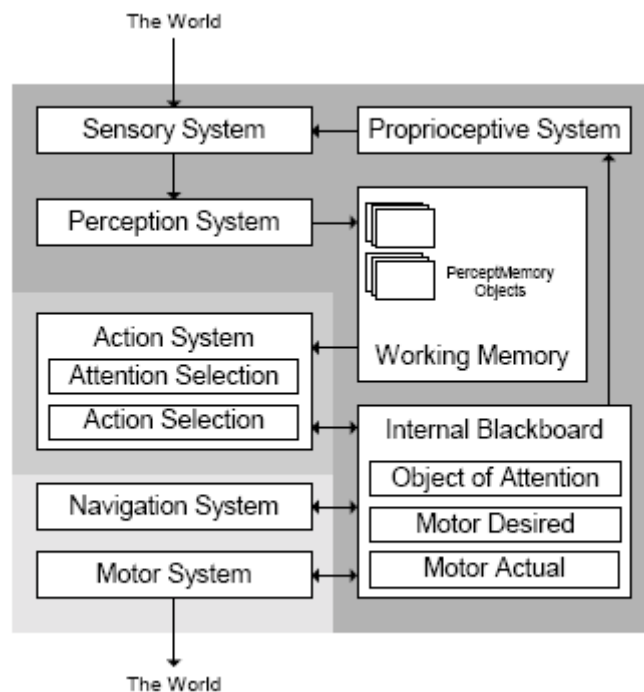 The World
Sensory System
Proprioceptive System
Perception System
PerceptMemory
Objects
Working Memory
Action System
Attention Selection
Action Selection
Internal Blackboard
Object of Attention
Motor Desired
Motor Actual
Navigation System
Motor System
The World